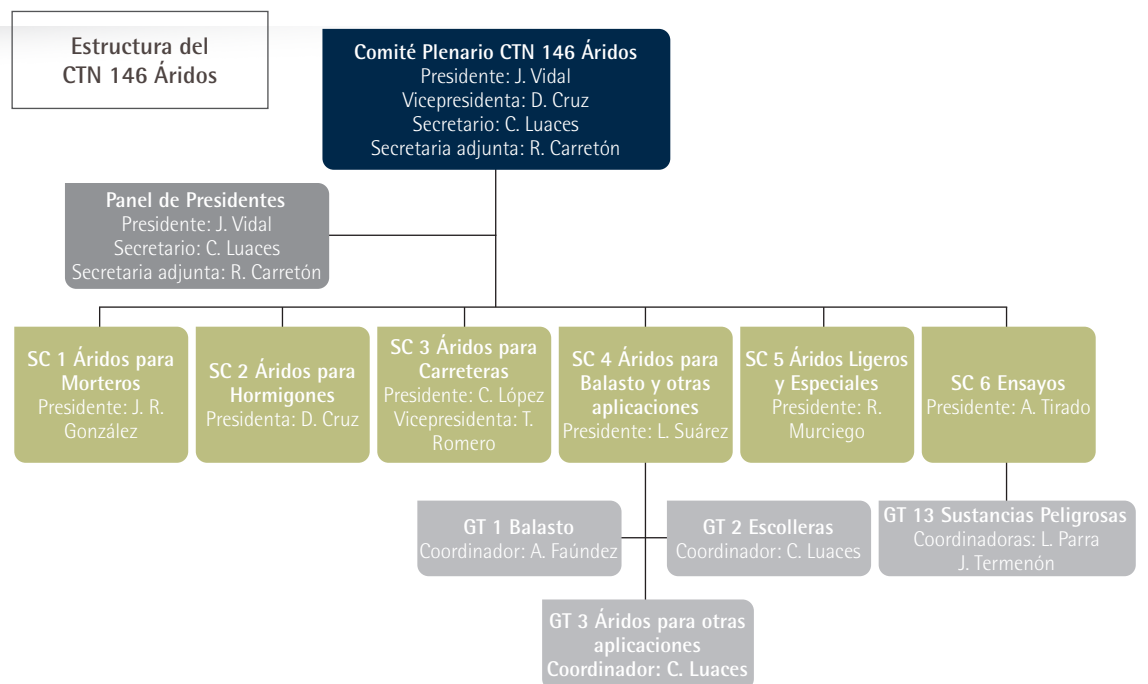 Estructura del
CTN 146 Áridos
Comité Plenario CTN 146 Áridos
Presidente: J. Vidal
Vicepresidenta: D. Cruz
Secretario: C. Luaces
Secretaria adjunta: R. Carretón
Panel de Presidentes
Presidente: J. Vidal
Secretario: C. Luaces
Secretaria adjunta: R. Carretón
SC 1 Áridos para
Morteros
Presidente: J. R.
González
SC 2 Áridos para
Hormigones
Presidenta: D. Cruz
SC 3 Áridos para
Carreteras
Presidente: C. López
Vicepresidenta: T.
Romero
SC 4 Áridos para
Balasto y otras
aplicaciones
Presidente: L. Suárez
SC 5 Áridos Ligeros
y Especiales
Presidente: R.
Murciego
SC 6 Ensayos
Presidente: A. Tirado
GT 1 Balasto
Coordinador: A. Faúndez
GT 2 Escolleras
Coordinador: C. Luaces
GT 13 Sustancias Peligrosas
Coordinadoras: L. Parra
J. Termenón
GT 3 Áridos para otras
aplicaciones
Coordinador: C. Luaces